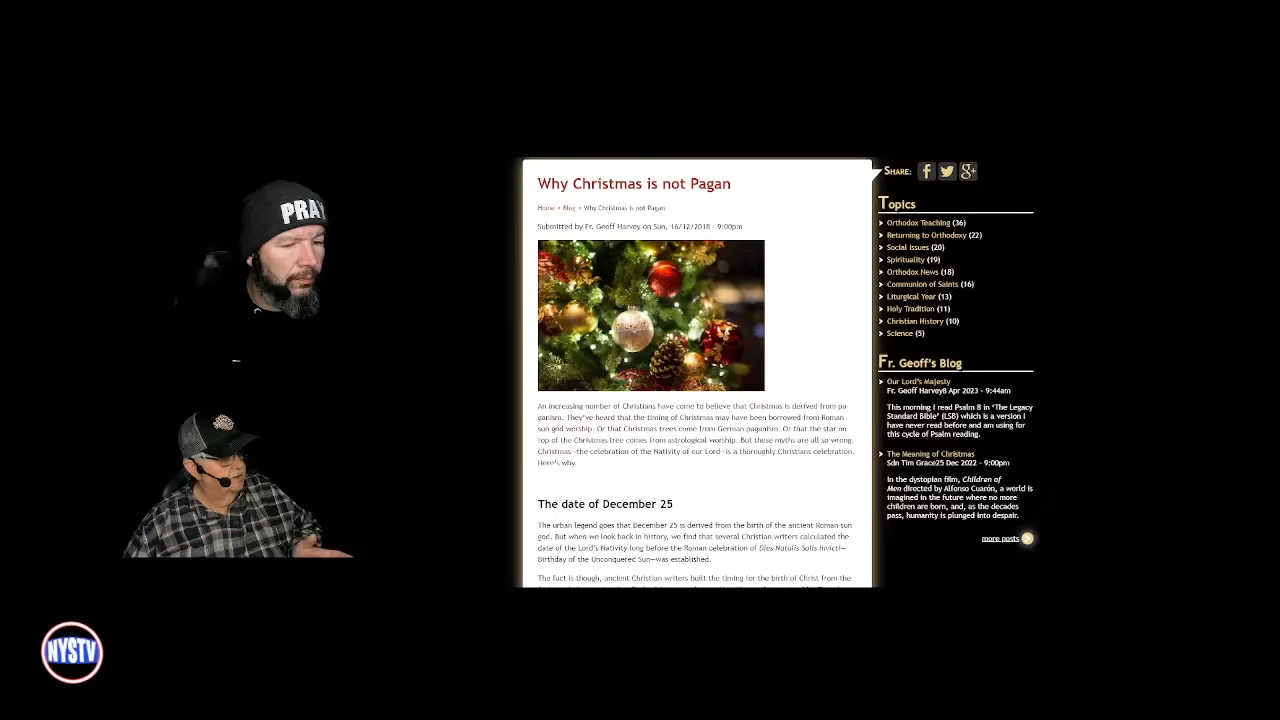 PRAY
NYSTV
Why Christmas is not Pagan
Home » Blog » Why Christmas is not Pagan
Submitted by Fr. Geoff Harvey on Sun, 16/12/2018 - 9:00pm
An increasing number of Christians have come to believe that Christmas is derived from pa-
ganism. They've heard that the timing of Christmas may have been borrowed from Roman
sun god worship. Or that Christmas trees come from German paganism. Or that the star on
top of the Christmas tree comes from astrological worship. But these myths are all so wrong.
Christmas—the celebration of the Nativity of our Lord—is a thoroughly Christians celebration.
Here's why.
The date of December 25
The urban legend goes that December 25 is derived from the birth of the ancient Roman sun
god. But when we look back in history, we find that several Christian writers calculated the
date of the Lord's Nativity long before the Roman celebration of Dies Natalis Solis Invicti—
Birthday of the Unconquered Sun—was established.
The fact is though, ancient Christian writers built the timing for the birth of Christ from the
SHARE:
Topics
Orthodox Teaching (36)
Returning to Orthodoxy (22)
Social Issues (20)
Spirituality (19)
Orthodox News (18)
Communion of Saints (16)
Liturgical Year (13)
Holy Tradition (11)
Christian History (10)
Science (5)
Fr. Geoff's Blog
Our Lord's Majesty
Fr. Geoff Harvey8 Apr 2023 - 9:44am
This morning I read Psalm 8 in 'The Legacy
Standard Bible' (LSB) which is a version I
have never read before and am using for
this cycle of Psalm reading.
The Meaning of Christmas
Sdn Tim Grace25 Dec 2022 - 9:00pm
In the dystopian film, Children of
Men directed by Alfonso Cuarón, a world is
imagined in the future where no more
children are born, and, as the decades
pass, humanity is plunged into despair.
more posts